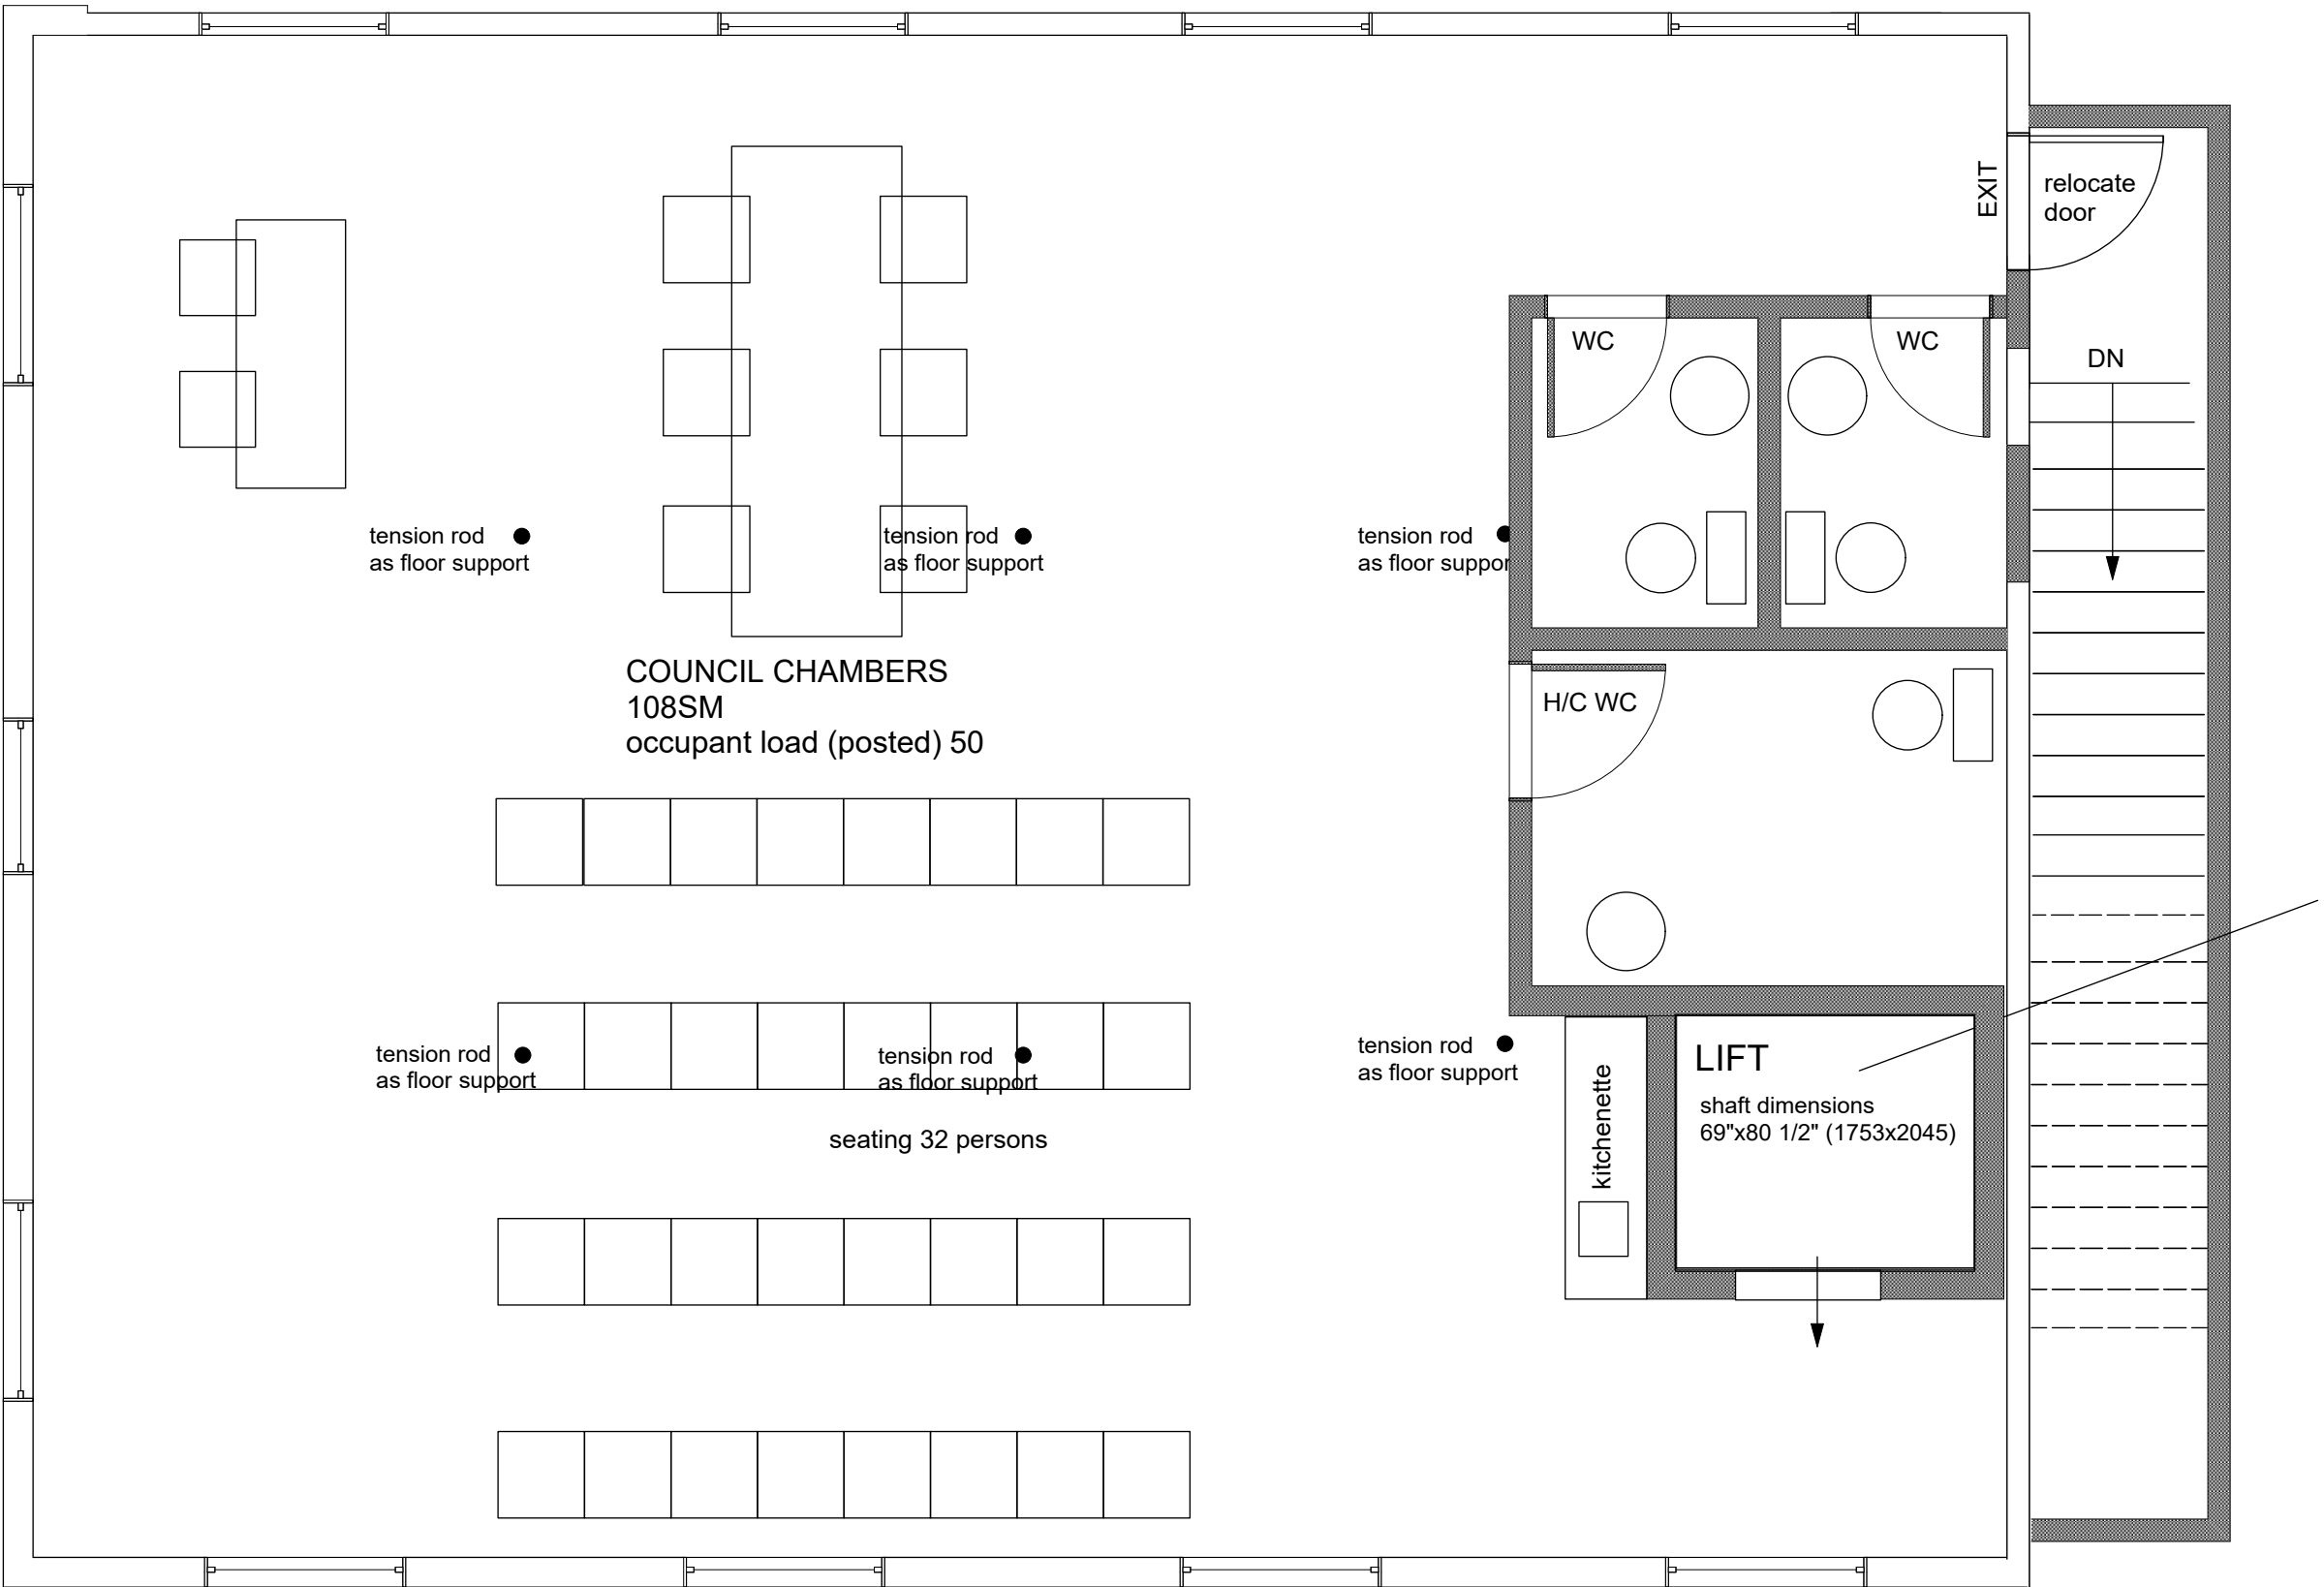 EXIT
relocate
door
WC
WC
DN
tension rod
as floor support
tension rod
as floor support
tension rod
as floor suppor
COUNCIL CHAMBERS
108SM
occupant load (posted) 50
H/C WC
tension rod
as floor support
tension rod
as floor support
tension rod
as floor support
LIFT
shaft dimensions
69"x80 1/2" (1753x2045)
kitchenette
seating 32 persons